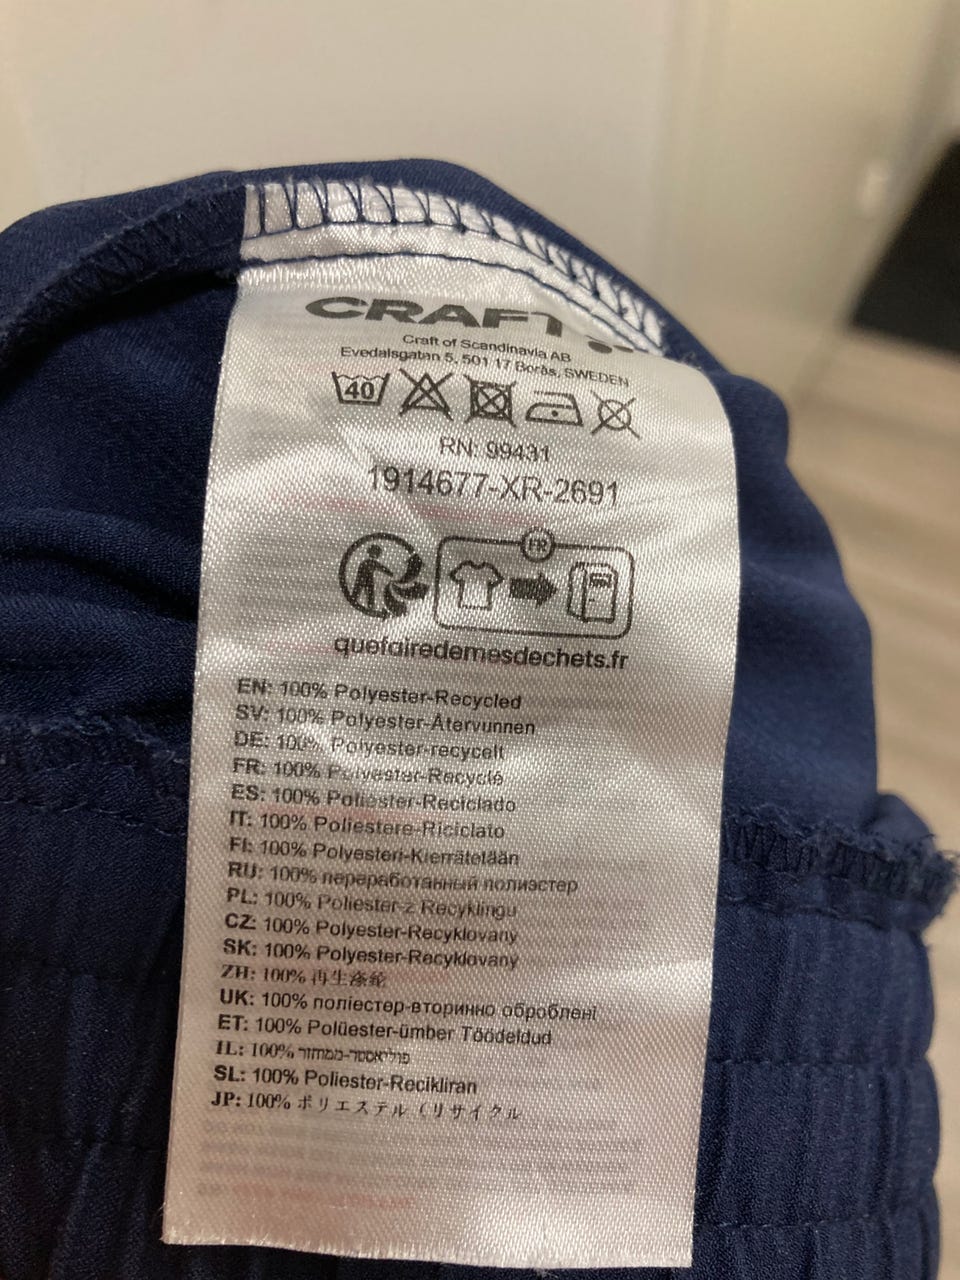 CRAFT
Craft of Scandinavia AB
Evedalsgatan 5, 501 17 Borås, SWEDEN
40
RN: 99431
1914677-XR-2691
FR
quefairedemesdechets.fr
EN: 100% Polyester-Recycled
SV: 100% Polyester-Återvunnen
DE: 100% Polyester-recycelt
FR: 100% Polyester-Recyclé
ES: 100% Poliéster-Reciclado
IT: 100% Poliestere-Riciclato
FI: 100% Polyesteri-Kierrätetään
RU: 100% переработанный полиэстер
PL: 100% Poliester-z Recyklingu
CZ: 100% Polyester-Recyklovany
SK: 100% Polyester-Recyklovany
ZH: 100% 再生涤纶
UK: 100% поліестер-вторинно оброблені
ET: 100% Polüester-ümber Töödeldud
IL: 100% פוליאסטר-ממחזור
SL: 100% Poliester-Recikliran
JP: 100% ポリエステル (リサイクル